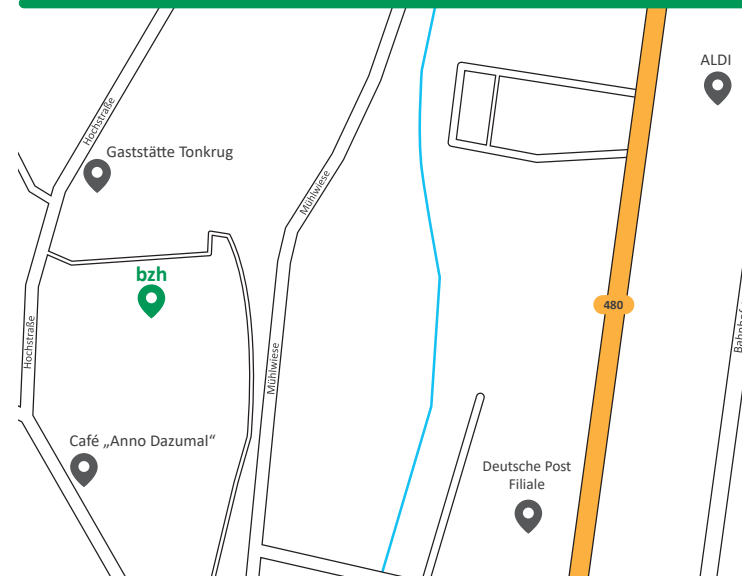 ALDI
Hochstraße
Gaststätte Tonkrug
Mühlwiese
bzh
480
Hochstraße
Mühlwiese
Café „Anno Dazumal“
Deutsche Post
Filiale